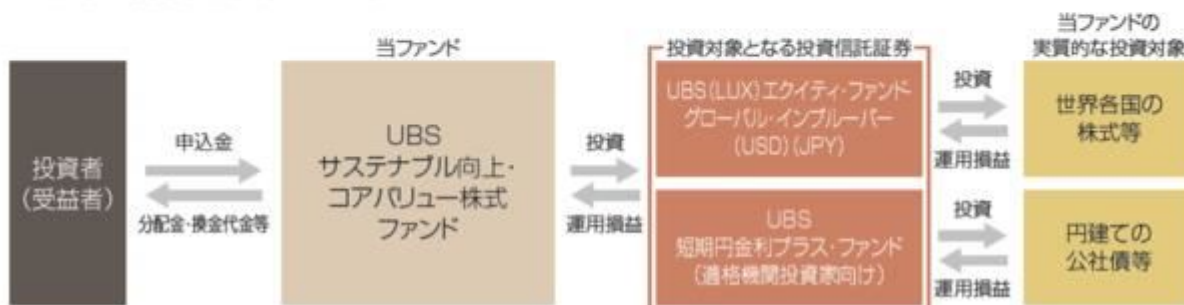 投資者
(受益者)
申込金
分配金・換金代金等
当ファンド
UBS
サステナブル向上・
コアバリュー株式
ファンド
投資
運用損益
投資対象となる投資信託証券
UBS(LUX)エクイティ・ファンド
グローバル・インプルーバー
(USD)(JPY)
UBS
短期円金利プラス・ファンド
(適格機関投資家向け)
投資
運用損益
投資
運用損益
当ファンドの
実質的な投資対象
世界各国の
株式等
円建ての
公社債等